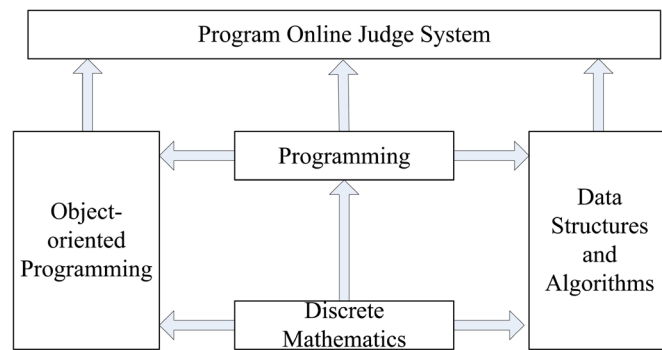 Program Online Judge System
Programming
Object-
oriented
Programming
Data
Structures
and
Algorithms
Discrete
Mathematics